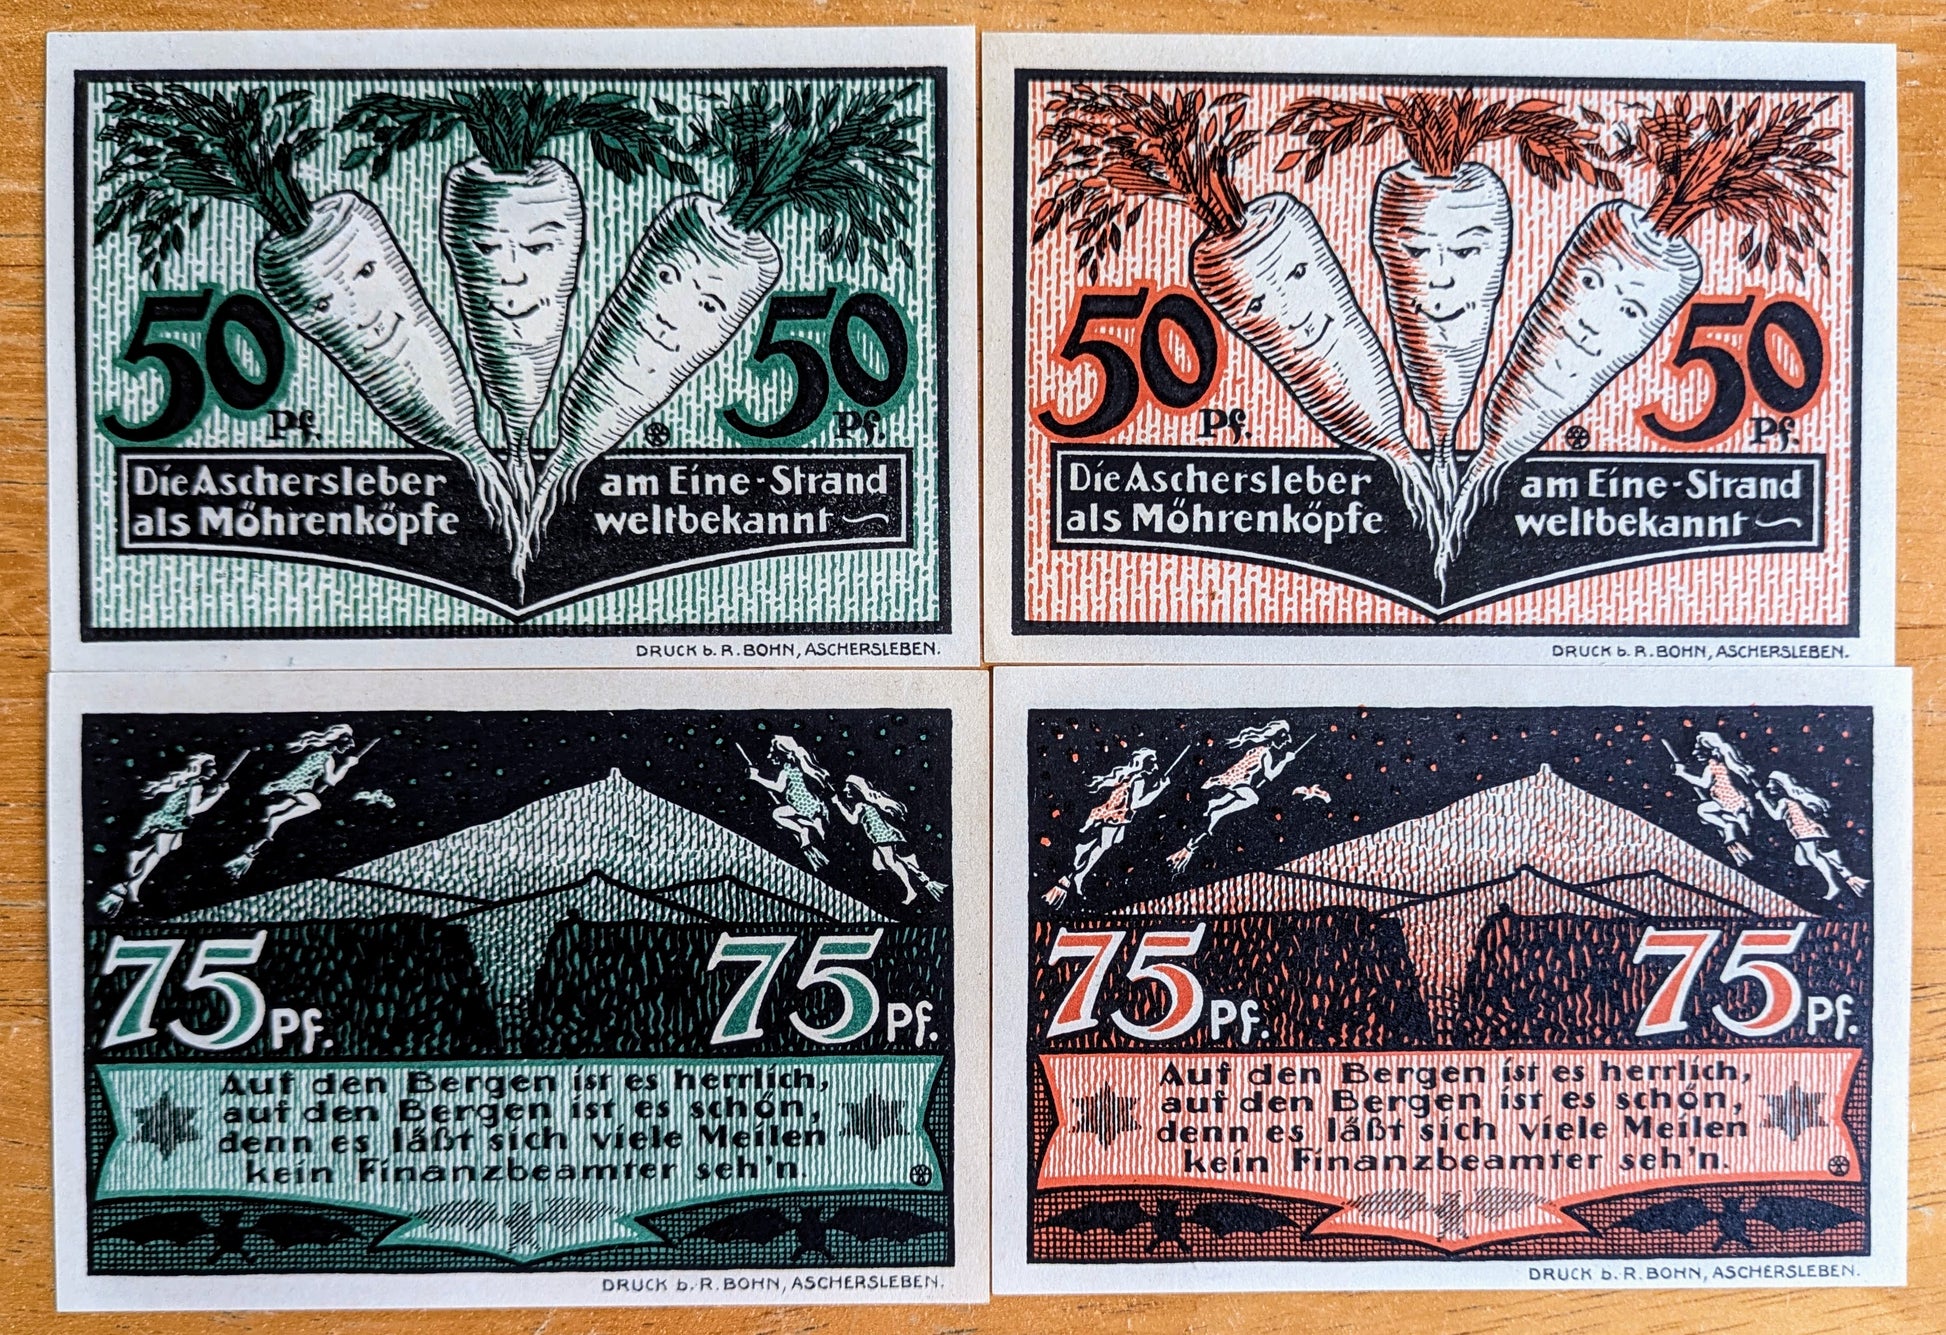 50 Pf.
50 Pf.
Die Aschersleber
als Möhrenköpfe
am Eine-Strand
weltbekannt
DRUCK b. R. BOHN, ASCHERSLEBEN.
50 Pf.
50 Pf.
Die Aschersleber
als Möhrenköpfe
am Eine-Strand
weltbekannt
DRUCK b. R. BOHN, ASCHERSLEBEN.
75 Pf.
75 Pf.
Auf den Bergen ist es herrlich,
auf den Bergen ist es schön,
denn es läßt sich viele Meilen
kein Finanzbeamter seh'n.
DRUCK b. R. BOHN, ASCHERSLEBEN.
75 Pf.
75 Pf.
Auf den Bergen ist es herrlich,
auf den Bergen ist es schön,
denn es läßt sich viele Meilen
kein Finanzbeamter seh'n.
DRUCK b. R. BOHN, ASCHERSLEBEN.